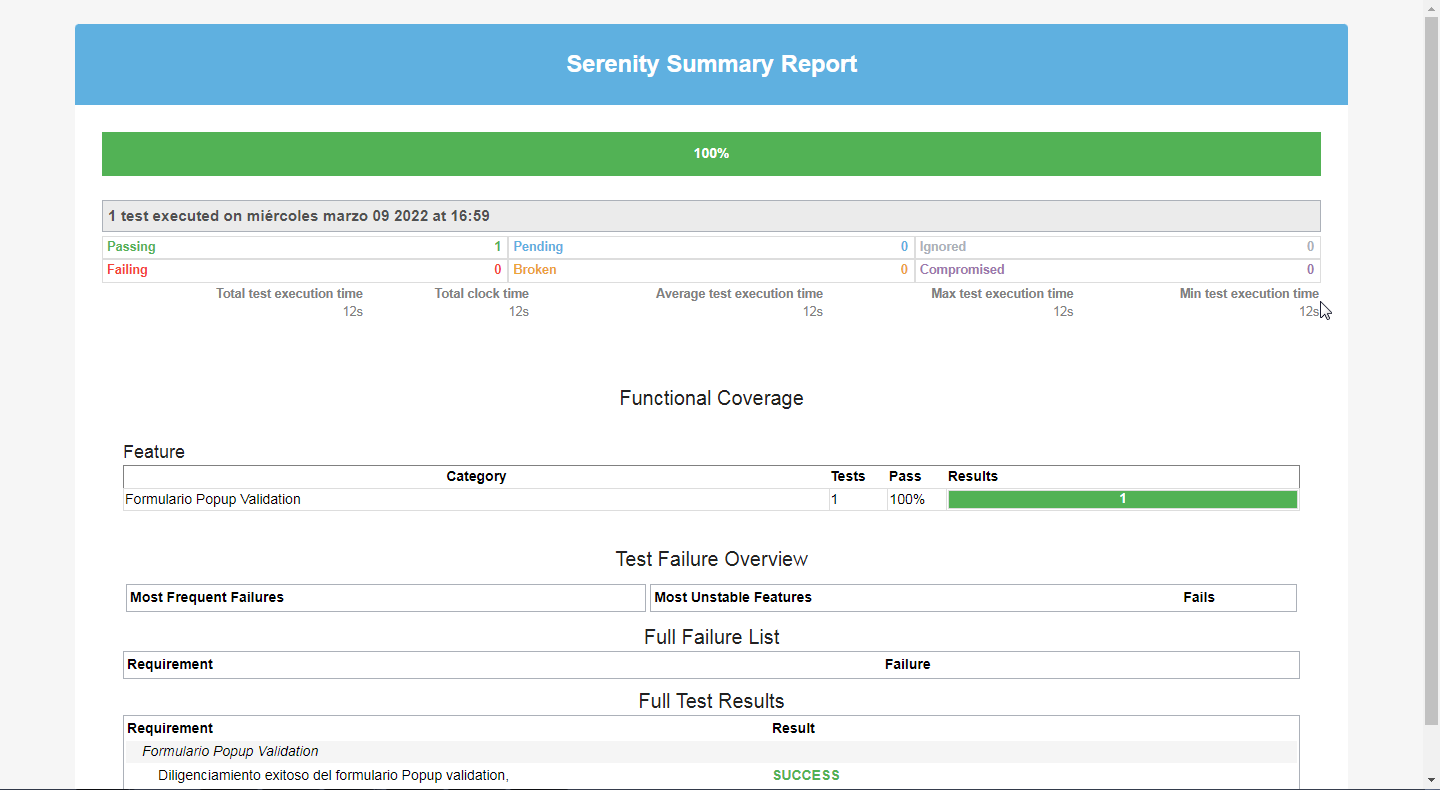 Serenity Summary Report
100%
1 test executed on miércoles marzo 09 2022 at 16:59
Passing 1 Pending 0 Ignored 0
Failing 0 Broken 0 Compromised 0
Total test execution time Total clock time Average test execution time Max test execution time Min test execution time
12s 12s 12s 12s 12s
Functional Coverage
Feature
Category Tests Pass Results
Formulario Popup Validation 1 100% 1
Test Failure Overview
Most Frequent Failures Most Unstable Features Fails
Full Failure List
Requirement Failure
Full Test Results
Requirement Result
Formulario Popup Validation
Diligenciamiento exitoso del formulario Popup validation, SUCCESS